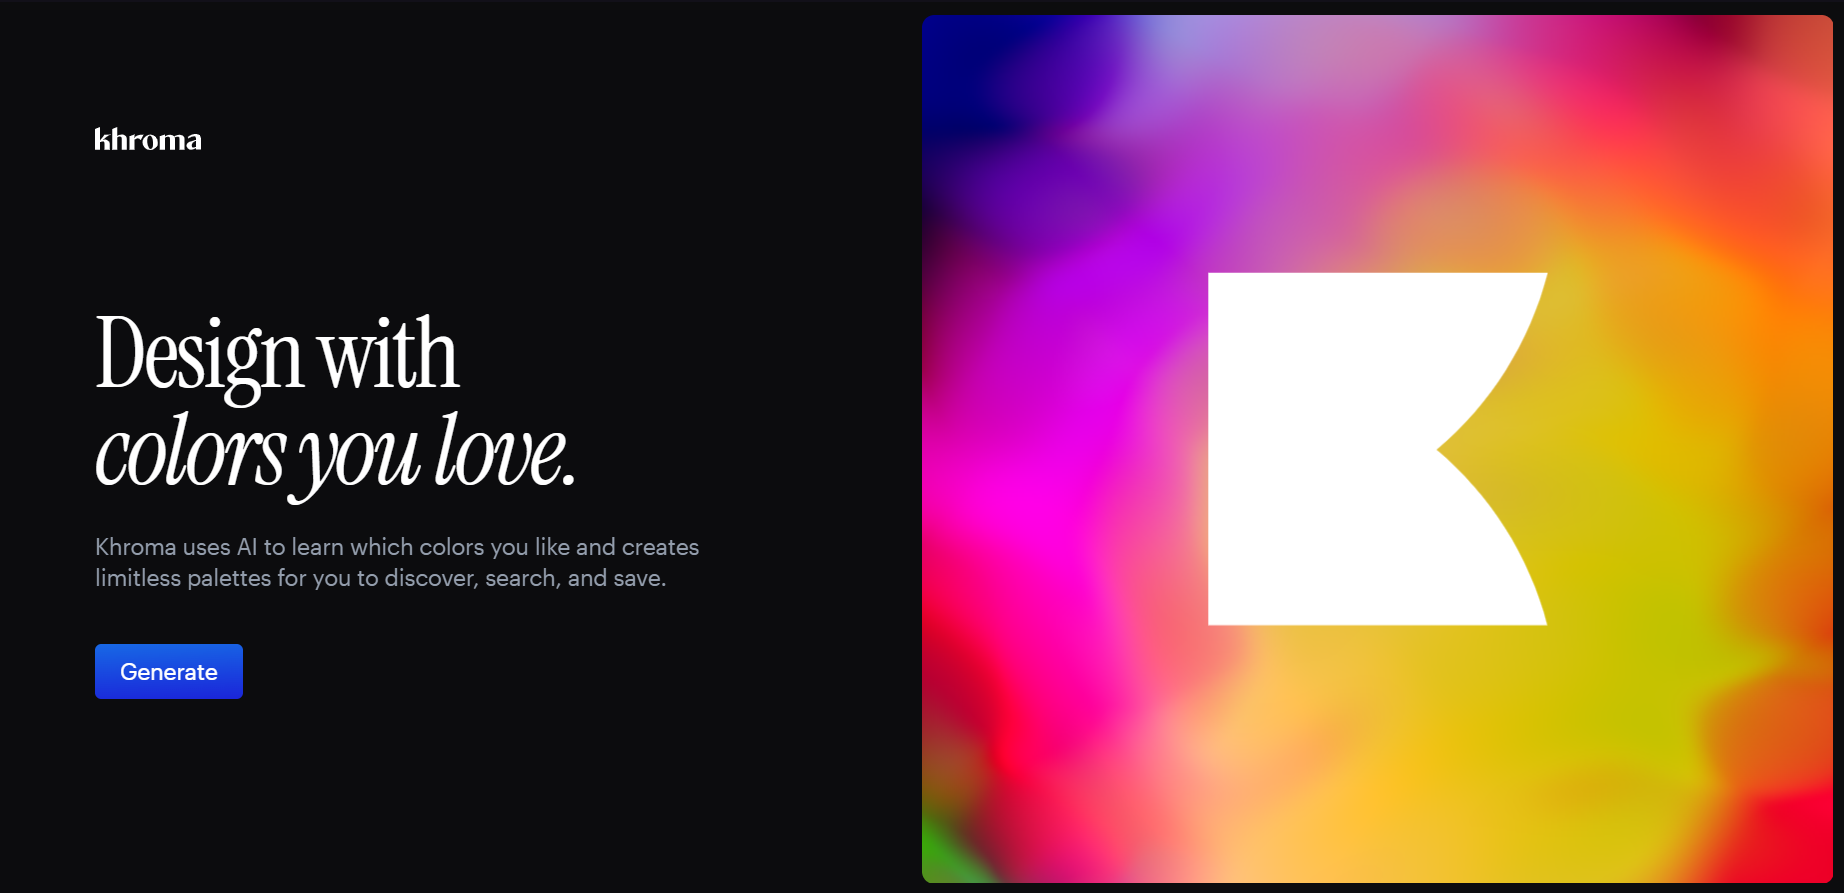 khroma
Design with
colors you love.
Khroma uses AI to learn which colors you like and creates
limitless palettes for you to discover, search, and save.
Generate